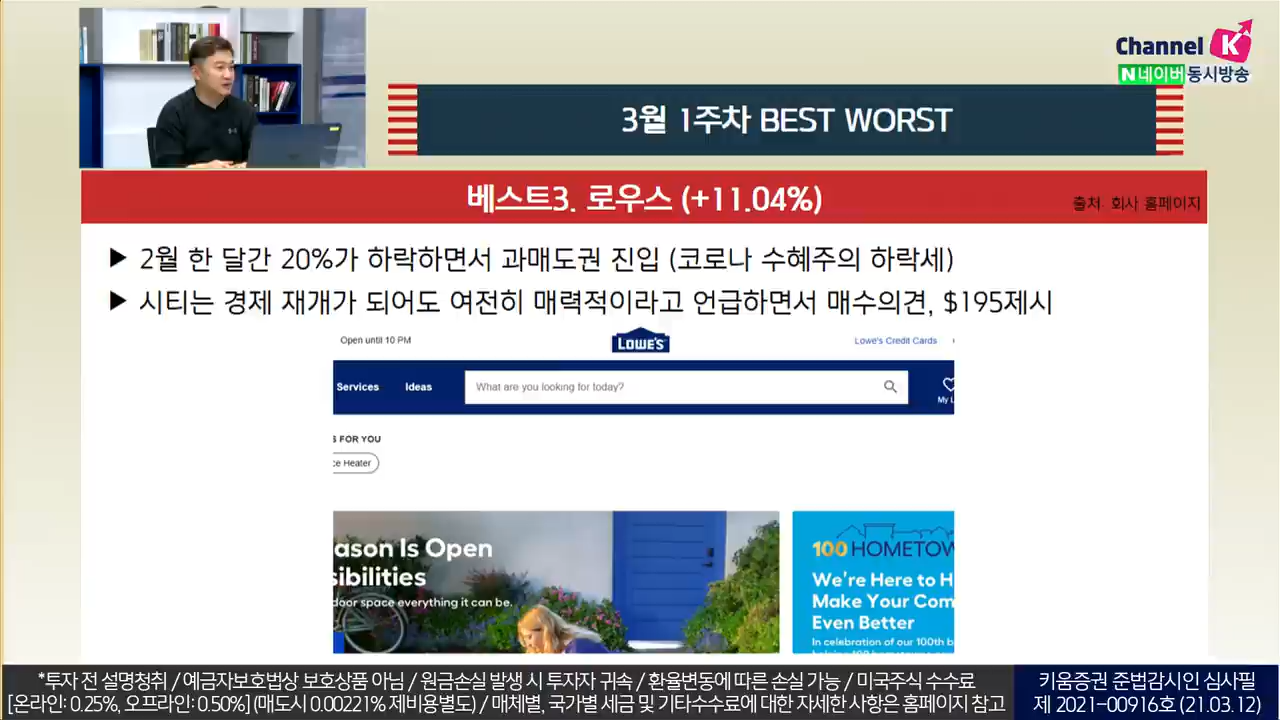 Channel K
N 네이버 동시방송
3월 1주차 BEST WORST
베스트3. 로우스 (+11.04%)
출처: 회사 홈페이지
▶ 2월 한 달간 20%가 하락하면서 과매도권 진입 (코로나 수혜주의 하락세)
▶ 시티는 경제 재개가 되어도 여전히 매력적이라고 언급하면서 매수의견, $195제시
Open until 10 PM
LOWE'S
Lowe's Credit Cards
Services
Ideas
What are you looking for today?
My L
S FOR YOU
ce Heater
ason Is Open
sibilities
door space everything it can be.
100 HOMETOW
We're Here to H
Make Your Com
Even Better
In celebration of our 100th b
*투자 전 설명청취 / 예금자보호법상 보호상품 아님 / 원금손실 발생 시 투자자 귀속 / 환율변동에 따른 손실 가능 / 미국주식 수수료
[온라인: 0.25%, 오프라인: 0.50%] (매도시 0.00221% 제비용별도) / 매체별, 국가별 세금 및 기타수수료에 대한 자세한 사항은 홈페이지 참고
키움증권 준법감시인 심사필
제 2021-00916호 (21.03.12)